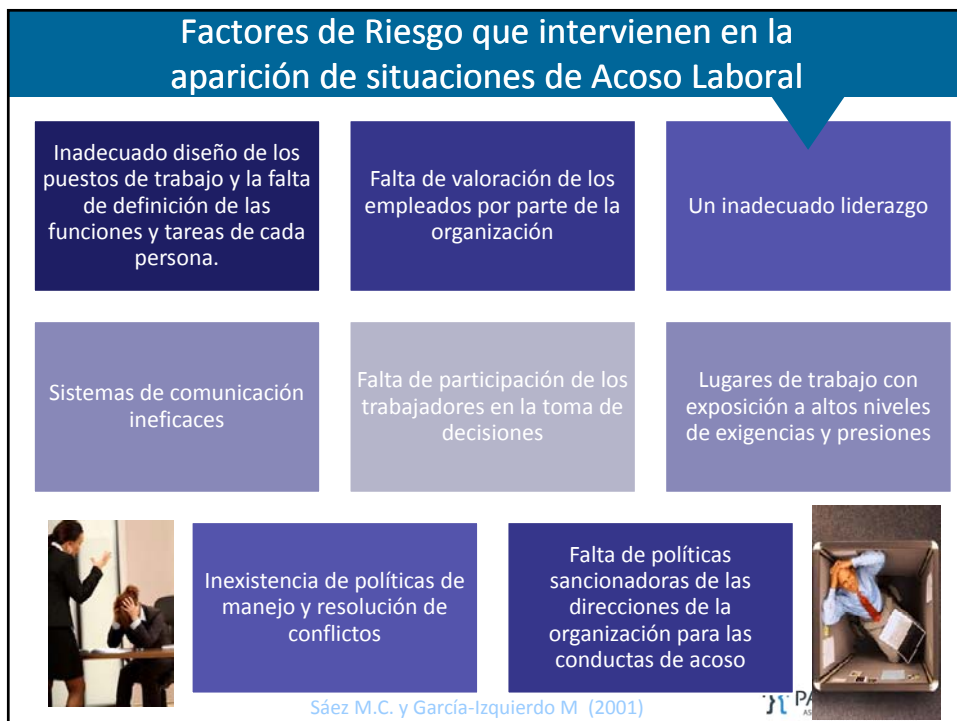 Factores de Riesgo que intervienen en la
aparición de situaciones de Acoso Laboral
Inadecuado diseño de los
puestos de trabajo y la falta
de definición de las
funciones y tareas de cada
persona.
Falta de valoración de los
empleados por parte de la
organización
Un inadecuado liderazgo
Sistemas de comunicación
ineficaces
Falta de participación de los
trabajadores en la toma de
decisiones
Lugares de trabajo con
exposición a altos niveles
de exigencias y presiones
Inexistencia de políticas de
manejo y resolución de
conflictos
Falta de políticas
sancionadoras de las
direcciones de la
organización para las
conductas de acoso
Sáez M.C. y García-Izquierdo M (2001)